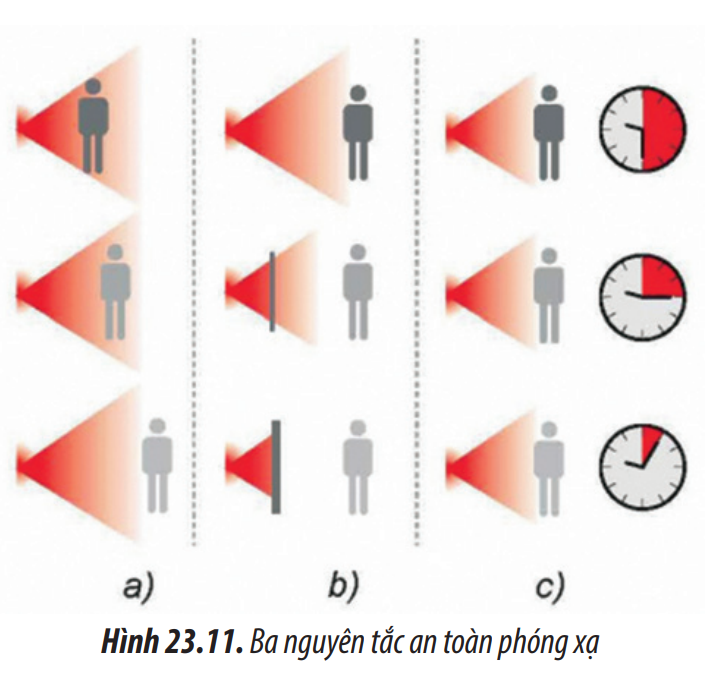 a) b) c)
Hình 23.11. Ba nguyên tắc an toàn phóng xạ